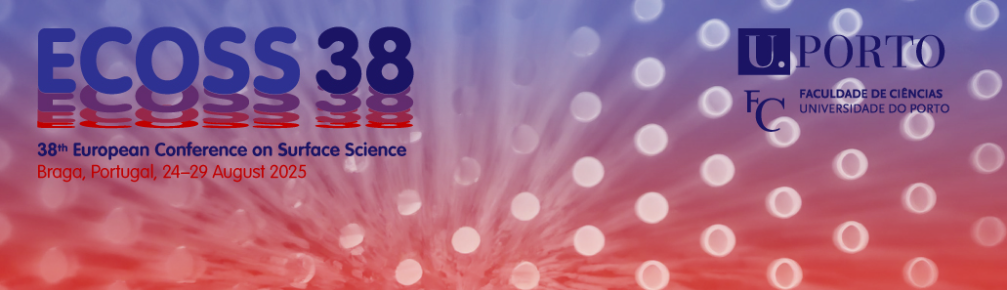 ECOSS 38
38th European Conference on Surface Science
Braga, Portugal, 24–29 August 2025
U. PORTO
FC FACULDADE DE CIÊNCIAS
UNIVERSIDADE DO PORTO